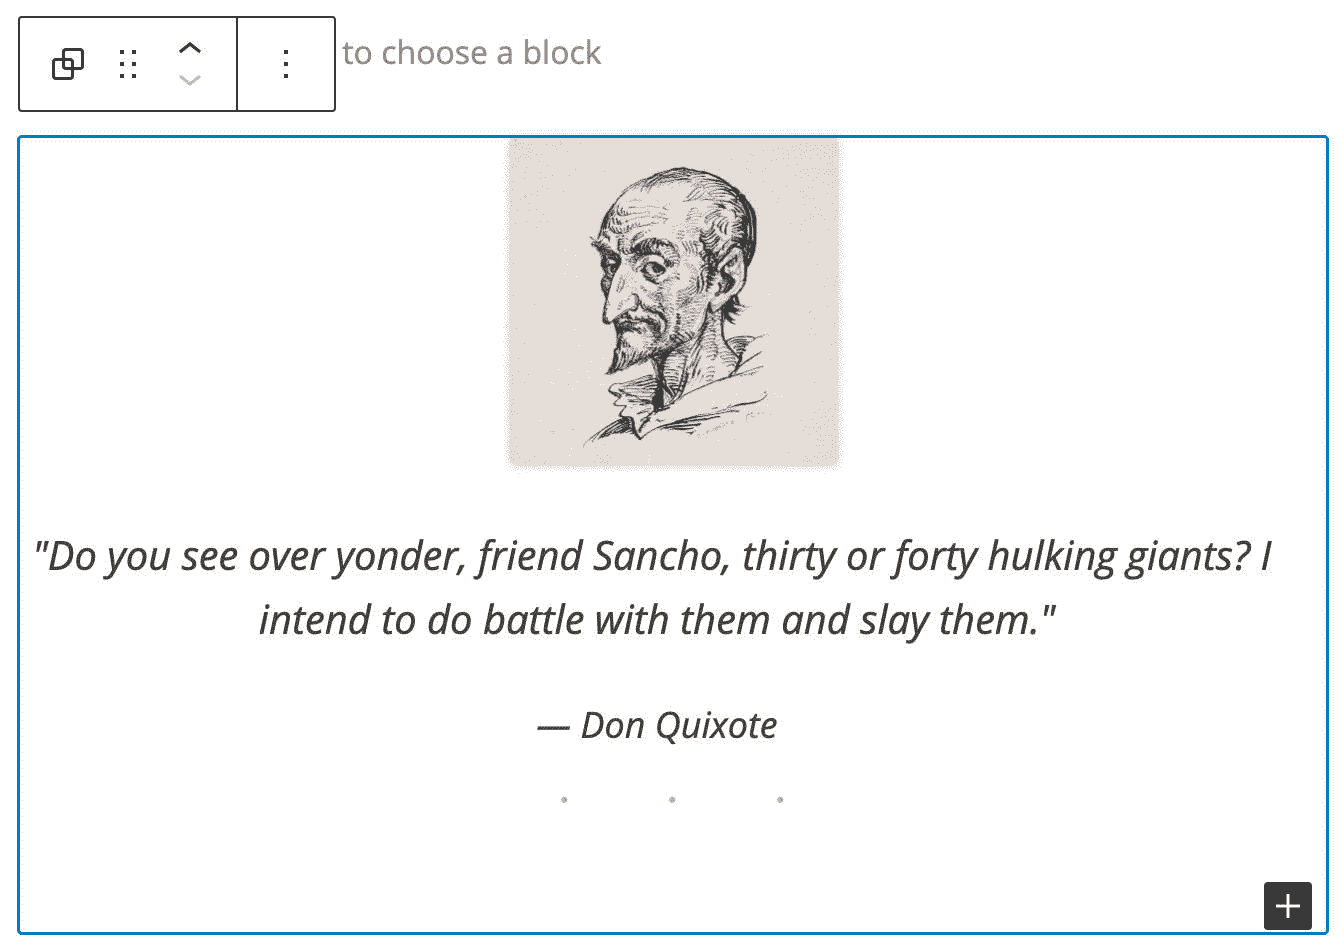 to choose a block
"Do you see over yonder, friend Sancho, thirty or forty hulking giants? I
intend to do battle with them and slay them."
— Don Quixote